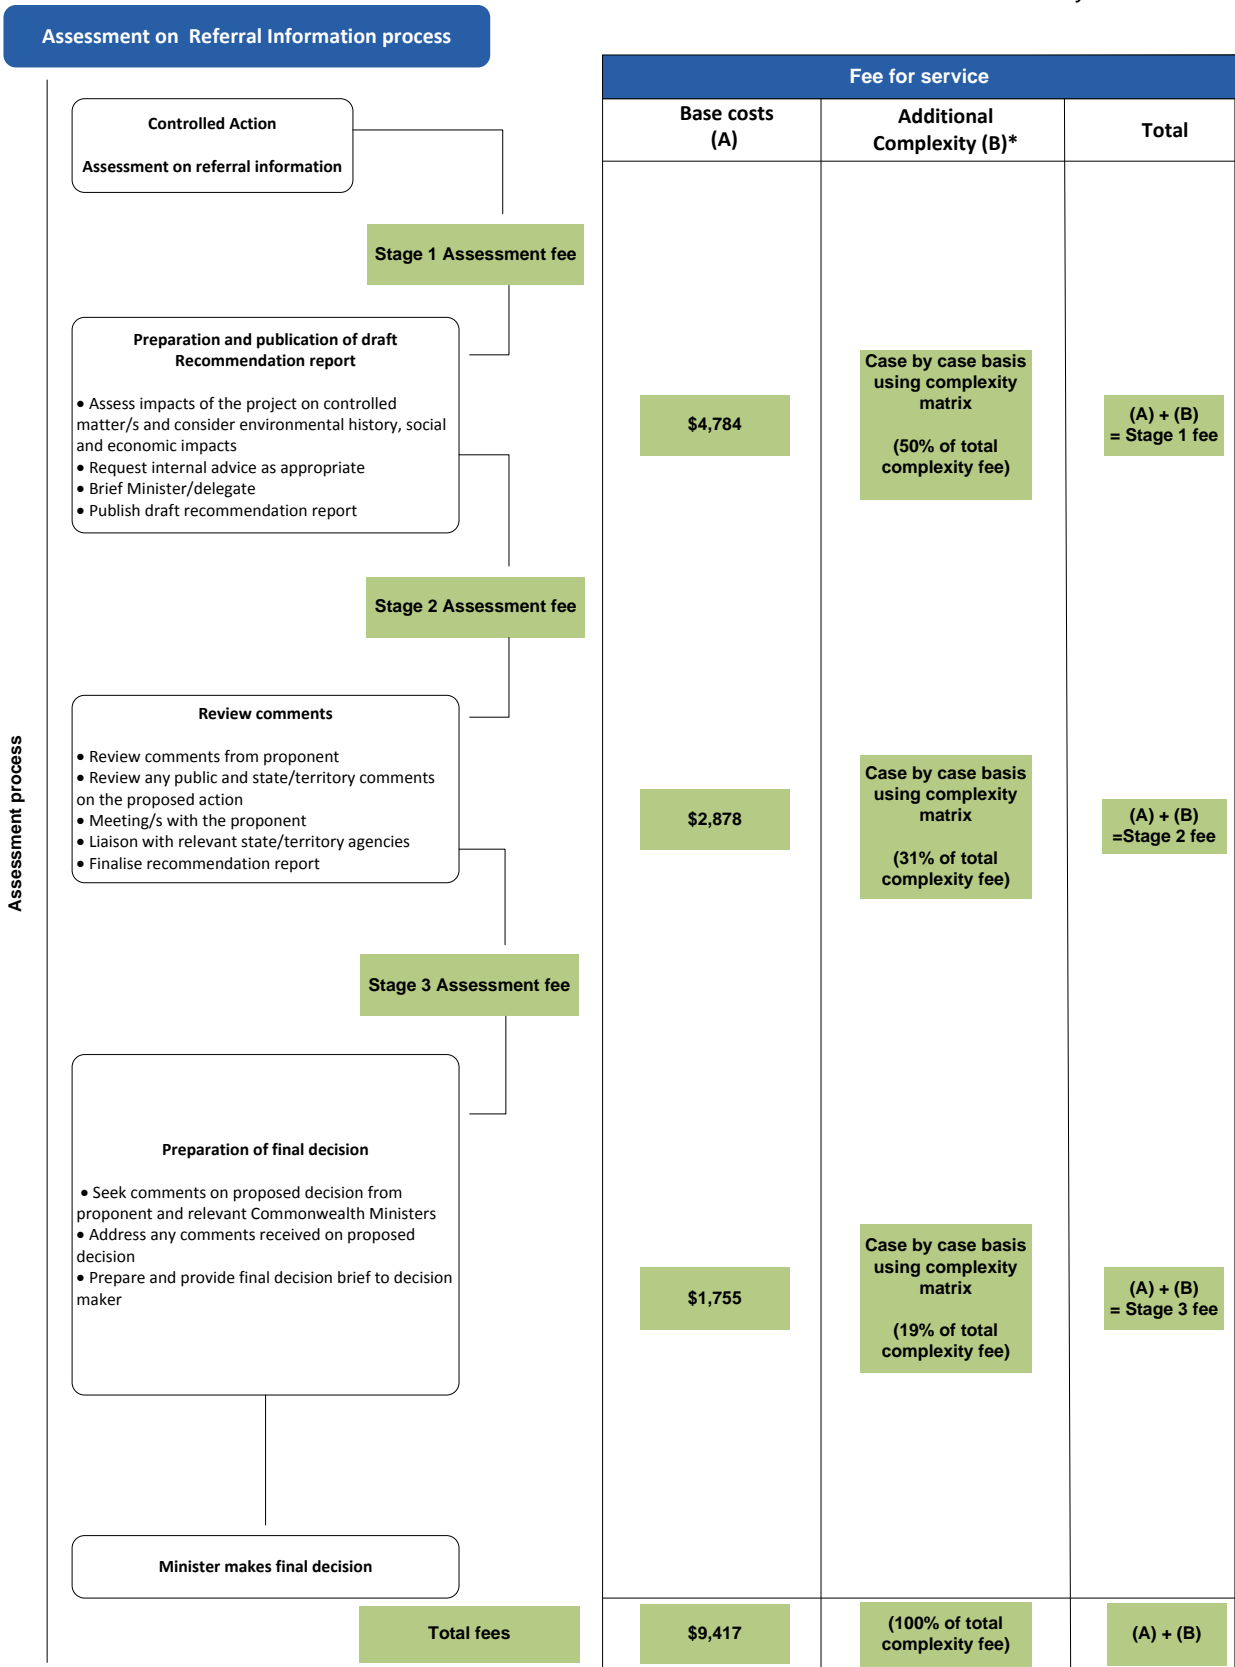 Assessment on  Referral Information process
Fee for service
Base costs
(A)
Additional
Complexity (B)*
Total
Controlled Action
Assessment on referral information
Stage 1 Assessment fee
Preparation and publication of draft
Recommendation report
• Assess impacts of the project on controlled
matter/s and consider environmental history, social
and economic impacts
• Request internal advice as appropriate
• Brief Minister/delegate
• Publish draft recommendation report
$4,784
Case by case basis
using complexity
matrix
(50% of total
complexity fee)
(A) + (B)
= Stage 1 fee
Stage 2 Assessment fee
Assessment process
Review comments
• Review comments from proponent
• Review any public and state/territory comments
on the proposed action
• Meeting/s with the proponent
• Liaison with relevant state/territory agencies
• Finalise recommendation report
$2,878
Case by case basis
using complexity
matrix
(31% of total
complexity fee)
(A) + (B)
=Stage 2 fee
Stage 3 Assessment fee
Preparation of final decision
• Seek comments on proposed decision from
proponent and relevant Commonwealth Ministers
• Address any comments received on proposed
decision
• Prepare and provide final decision brief to decision
maker
$1,755
Case by case basis
using complexity
matrix
(19% of total
complexity fee)
(A) + (B)
= Stage 3 fee
Minister makes final decision
Total fees
$9,417
(100% of total
complexity fee)
(A) + (B)